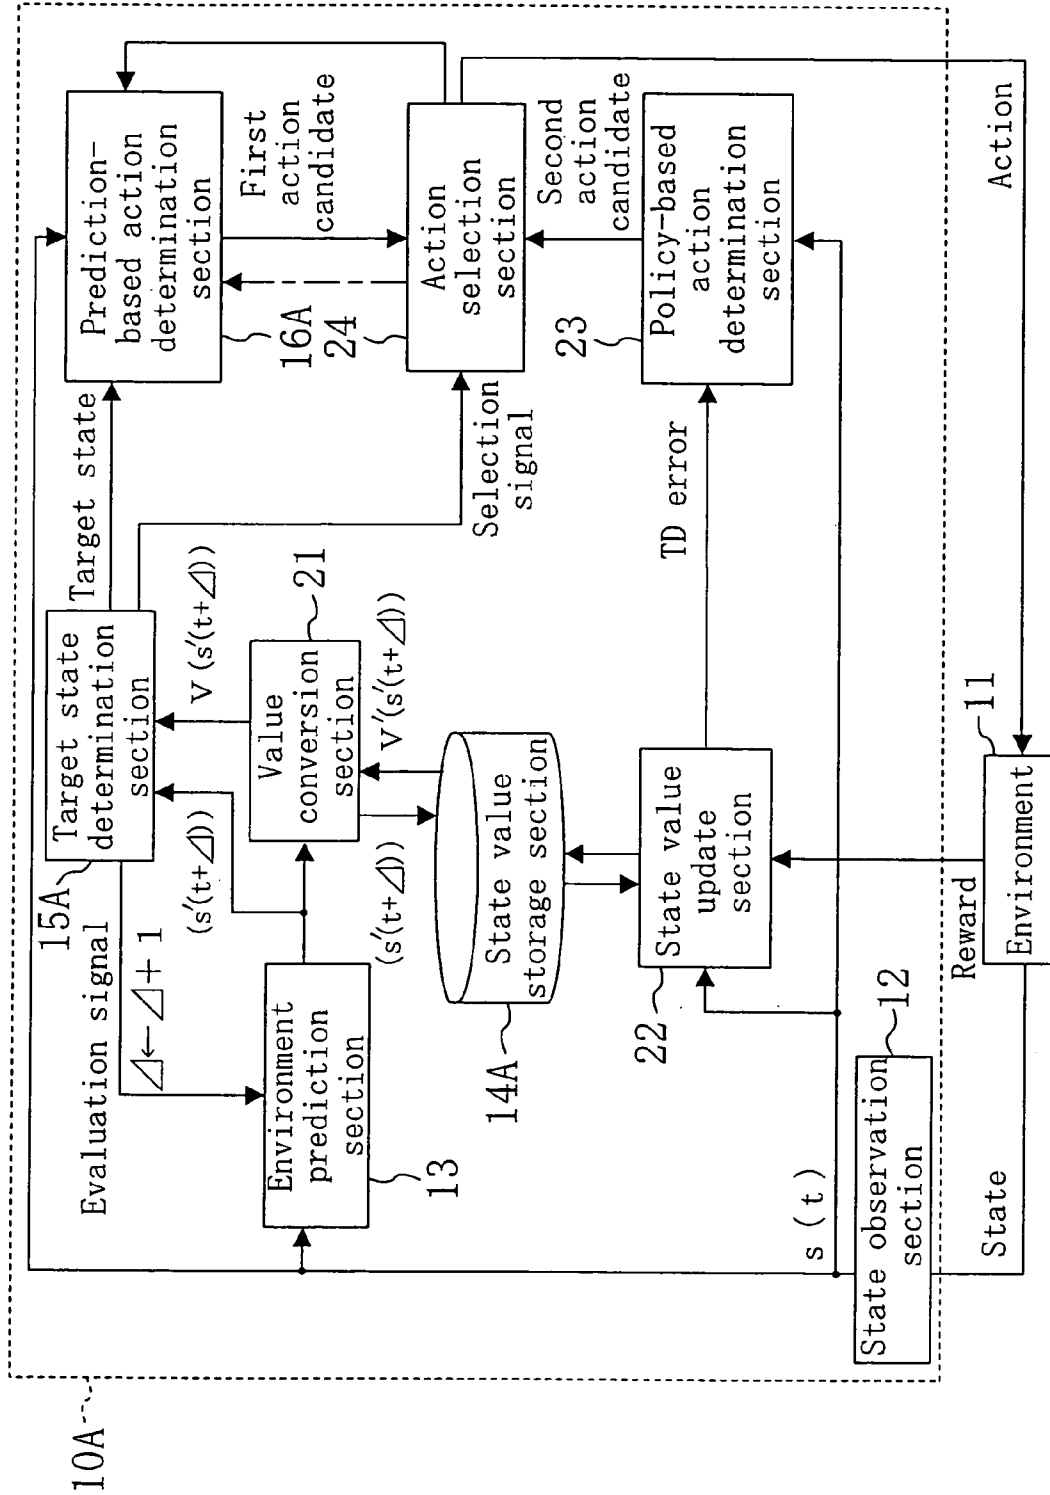 10A
Evaluation signal
Δ←Δ+1
15A
Target state
determination
section
Target state
Prediction-
based action
determination
section
16A
First
action
candidate
(s′(t+Δ))
V(s′(t+Δ))
Environment
prediction
section
13
Value
conversion
section
21
(s′(t+Δ))
V′(s′(t+Δ))
Selection
signal
24
Action
selection
section
State value
storage section
14A
Second
action
candidate
State value
update
section
22
TD error
23
Policy-based
action
determination
section
s(t)
State observation
section
12
Reward
State
Environment
11
Action